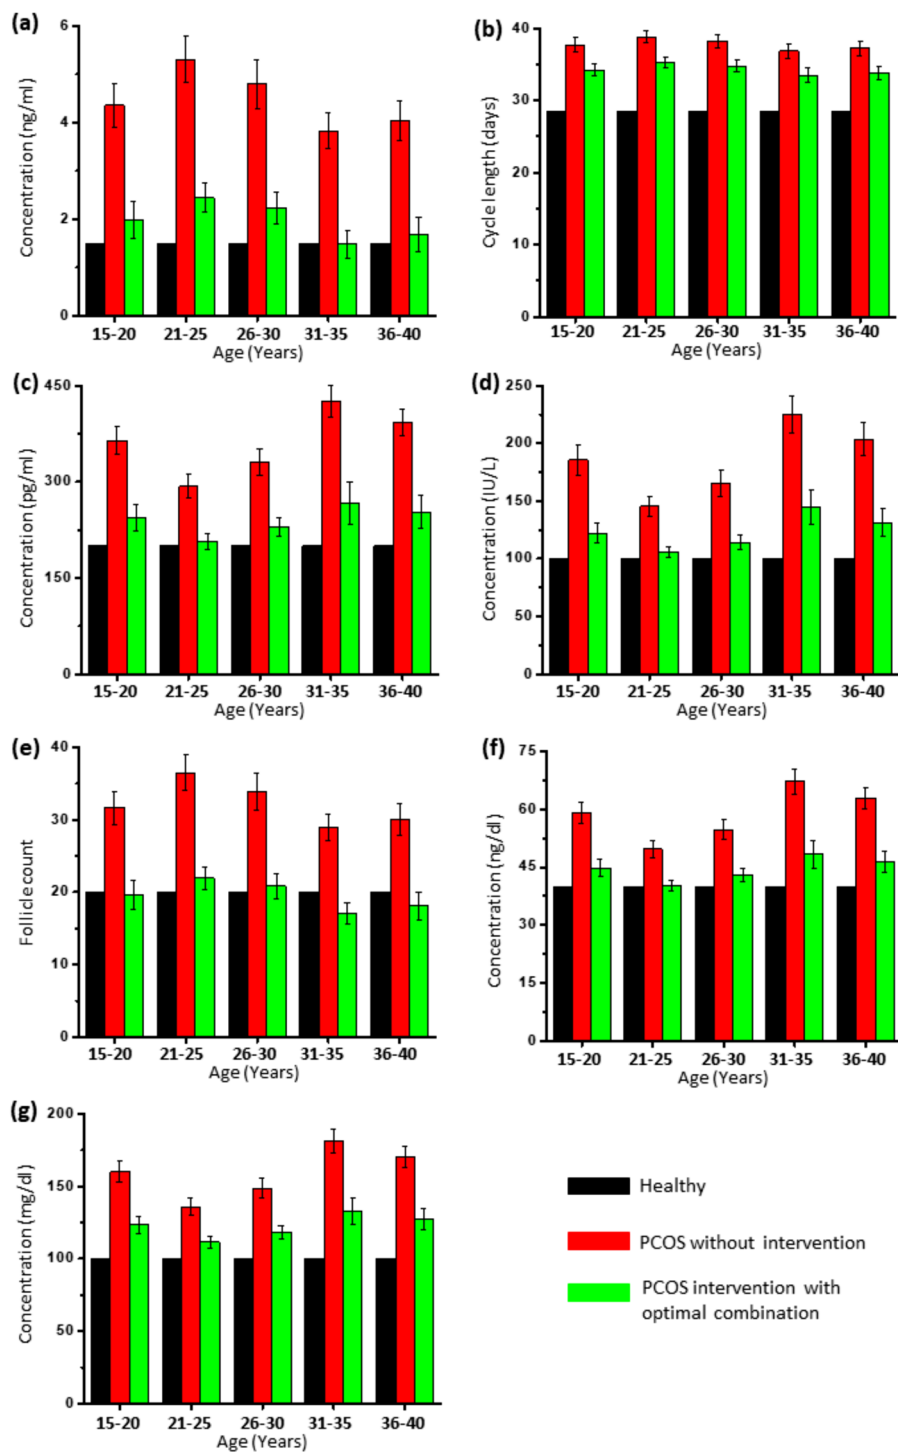 (a)
6
4
2
0
Concentration (ng/ml)
15-20 21-25 26-30 31-35 36-40
Age (Years)
(b)
40
30
20
10
0
Cycle length (days)
15-20 21-25 26-30 31-35 36-40
Age (Years)
(c)
450
300
150
0
Concentration (pg/ml)
15-20 21-25 26-30 31-35 36-40
Age (Years)
(d)
250
200
150
100
50
0
Concentration (IU/L)
15-20 21-25 26-30 31-35 36-40
Age (Years)
(e)
40
30
20
10
0
Follide count
15-20 21-25 26-30 31-35 36-40
Age (Years)
(f)
75
60
45
30
15
0
Concentration (ng/dl)
15-20 21-25 26-30 31-35 36-40
Age (Years)
(g)
200
150
100
50
0
Concentration (mg/dl)
15-20 21-25 26-30 31-35 36-40
Age (Years)
Healthy
PCOS without intervention
PCOS intervention with
optimal combination